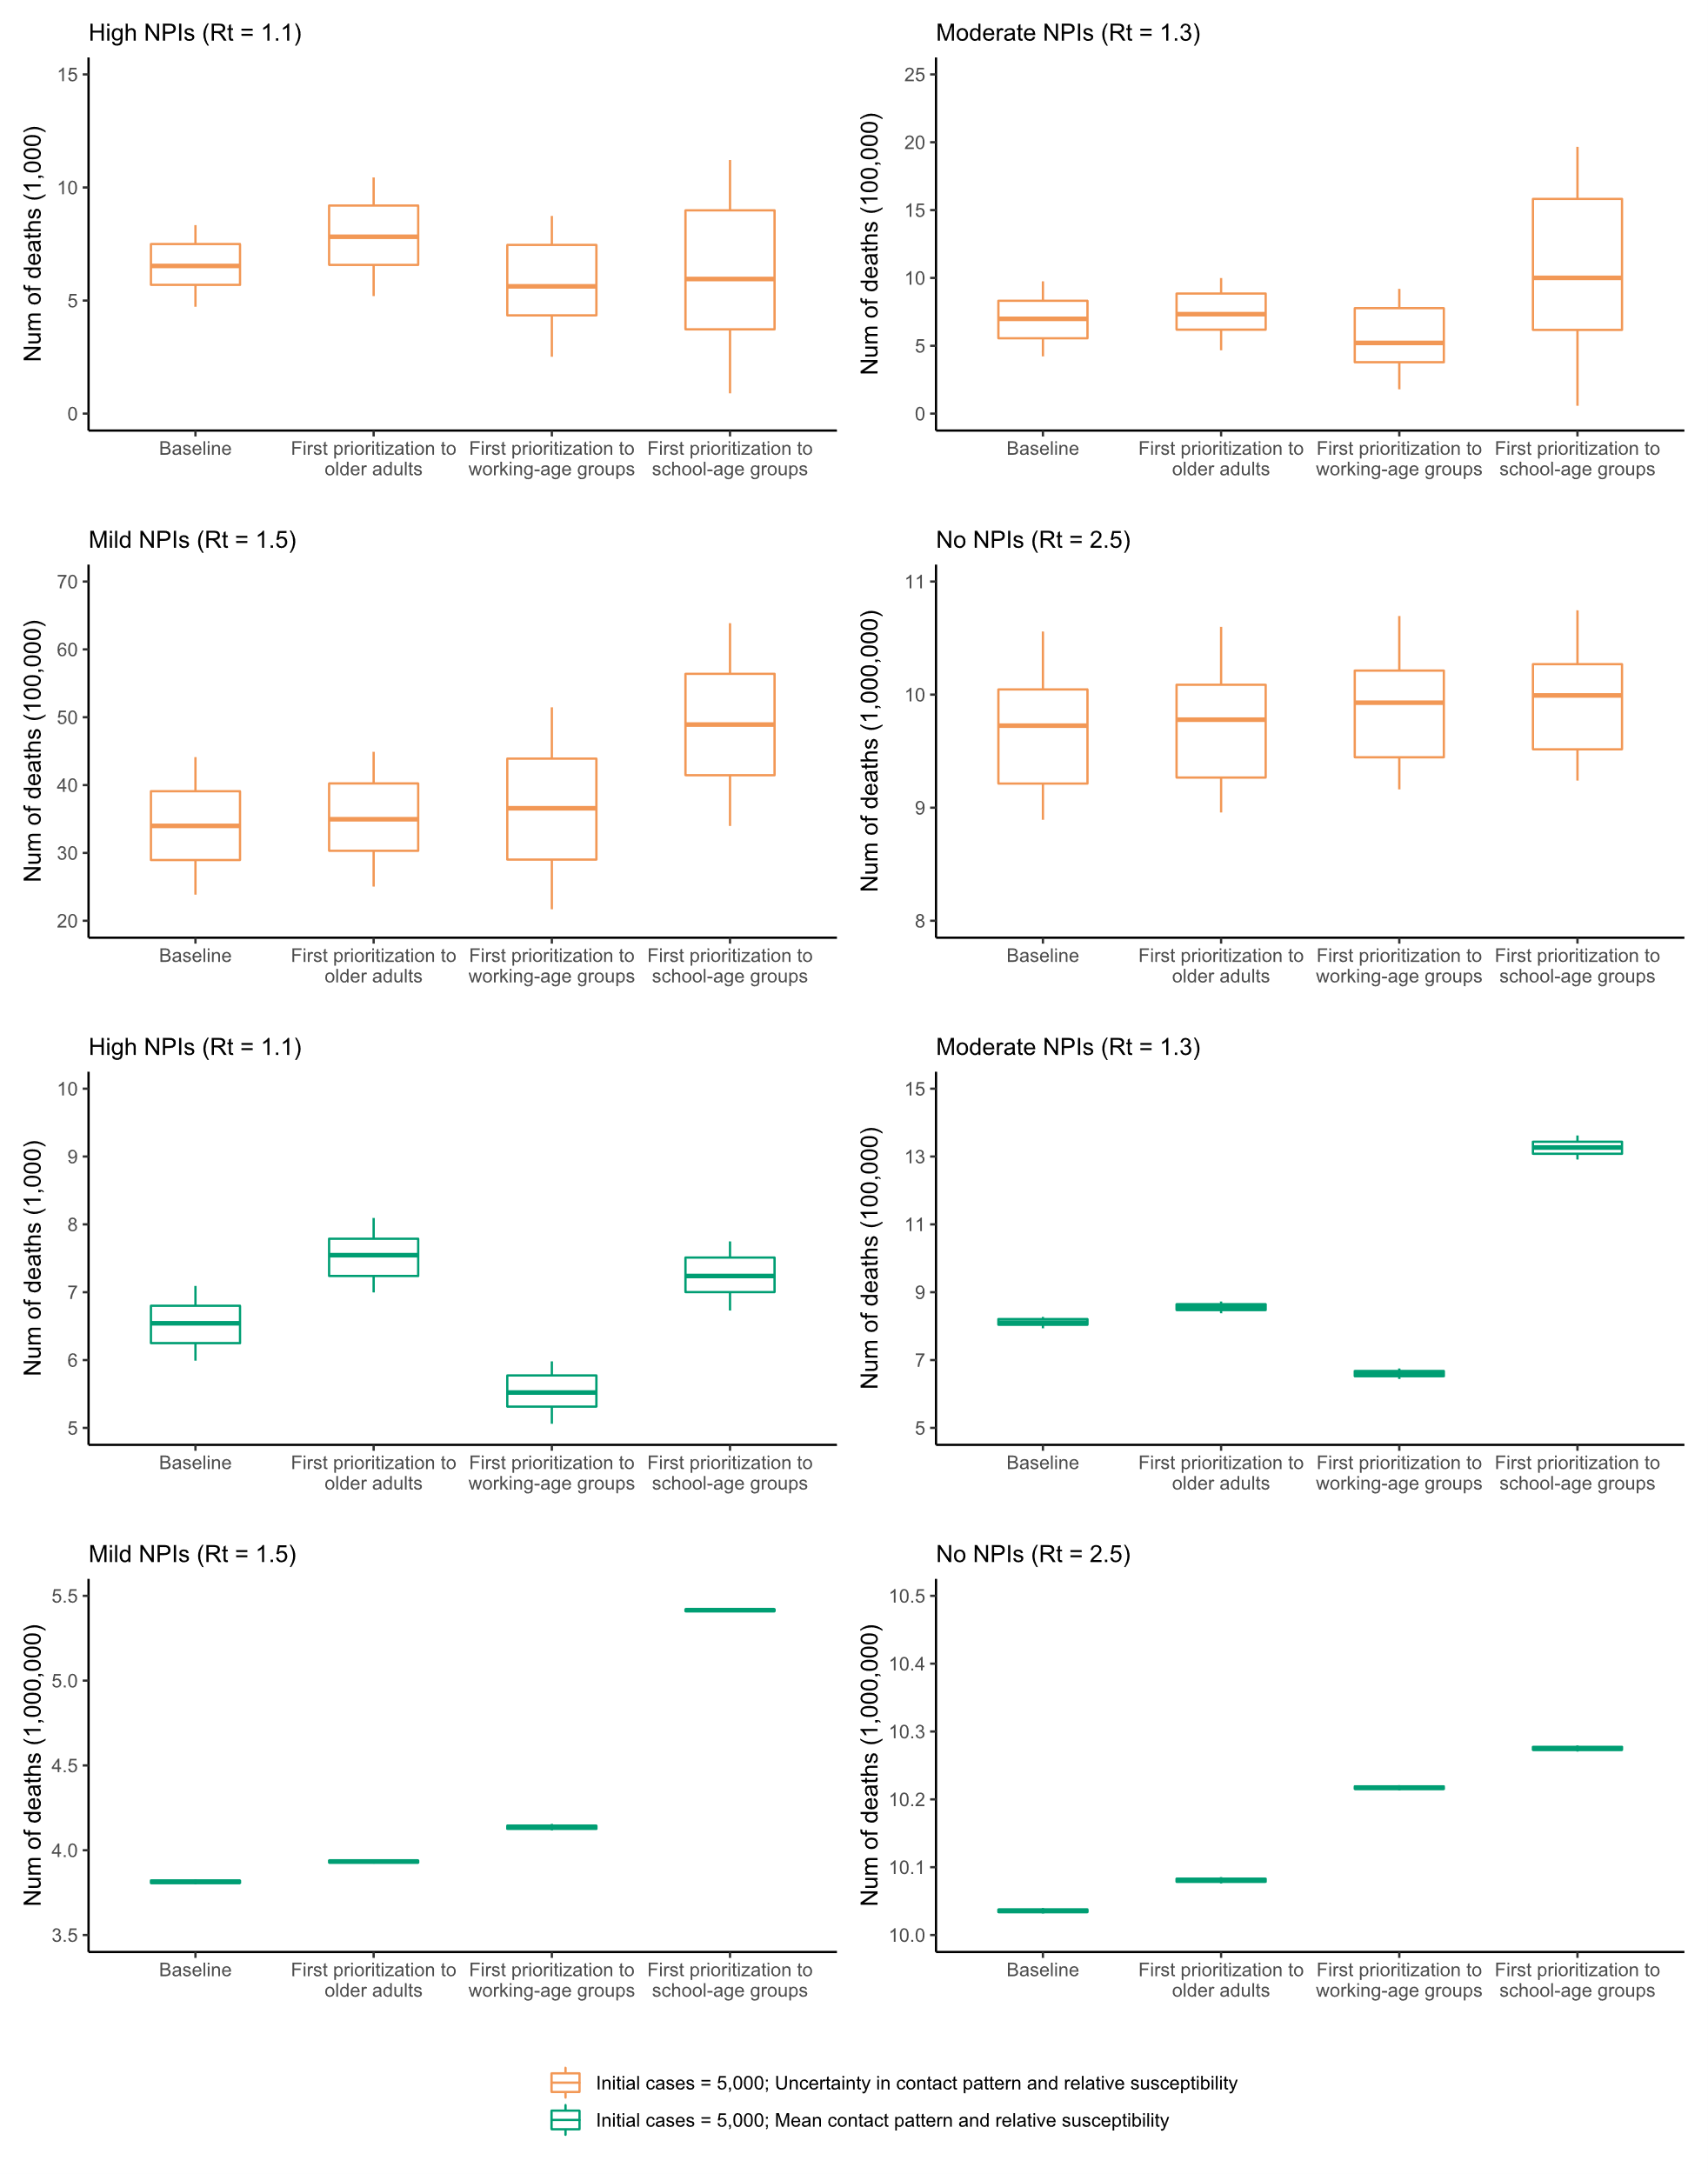 High NPIs (Rt = 1.1)
Num of deaths (1,000)
15
10
5
0
Baseline
First prioritization to
older adults
First prioritization to
working-age groups
First prioritization to
school-age groups
Moderate NPIs (Rt = 1.3)
Num of deaths (100,000)
25
20
15
10
5
0
Baseline
First prioritization to
older adults
First prioritization to
working-age groups
First prioritization to
school-age groups
Mild NPIs (Rt = 1.5)
Num of deaths (100,000)
70
60
50
40
30
20
Baseline
First prioritization to
older adults
First prioritization to
working-age groups
First prioritization to
school-age groups
No NPIs (Rt = 2.5)
Num of deaths (1,000,000)
11
10
9
8
Baseline
First prioritization to
older adults
First prioritization to
working-age groups
First prioritization to
school-age groups
High NPIs (Rt = 1.1)
Num of deaths (1,000)
10
9
8
7
6
5
Baseline
First prioritization to
older adults
First prioritization to
working-age groups
First prioritization to
school-age groups
Moderate NPIs (Rt = 1.3)
Num of deaths (100,000)
15
13
11
9
7
5
Baseline
First prioritization to
older adults
First prioritization to
working-age groups
First prioritization to
school-age groups
Mild NPIs (Rt = 1.5)
Num of deaths (1,000,000)
5.5
5.0
4.5
4.0
3.5
Baseline
First prioritization to
older adults
First prioritization to
working-age groups
First prioritization to
school-age groups
No NPIs (Rt = 2.5)
Num of deaths (1,000,000)
10.5
10.4
10.3
10.2
10.1
10.0
Baseline
First prioritization to
older adults
First prioritization to
working-age groups
First prioritization to
school-age groups
Initial cases = 5,000; Uncertainty in contact pattern and relative susceptibility
Initial cases = 5,000; Mean contact pattern and relative susceptibility